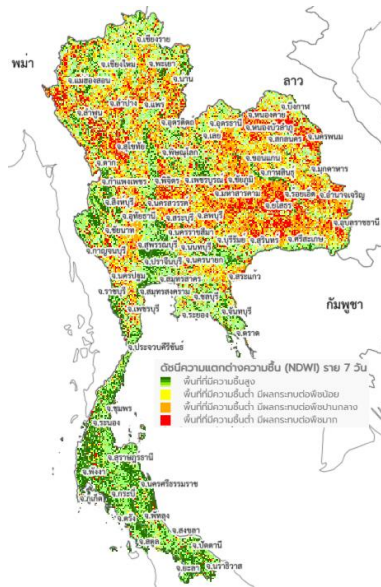 จ.เชียงราย
พม่า
จ.เชียงใหม่
จ.พะเยา
ลาว
จ.แม่ฮ่องสอน
จ.น่าน
จ.ลำปาง
จ.แพร่
จ.บึงกาฬ
จ.ลำพูน
จ.อุตรดิตถ์
จ.อุดรธานี
จ.หนองคาย
จ.เลย
จ.หนองบัวลำภู
จ.สกลนคร
จ.นครพนม
จ.สุโขทัย
จ.พิษณุโลก
จ.ตาก
จ.ขอนแก่น
จ.มุกดาหาร
จ.กำแพงเพชร
จ.พิจิตร
จ.เพชรบูรณ์
จ.ชัยภูมิ
จ.กาฬสินธุ์
จ.มหาสารคาม
จ.ร้อยเอ็ด
จ.อำนาจเจริญ
จ.สิงห์บุรี
จ.นครสวรรค์
จ.ยโสธร
จ.อุทัยธานี
จ.สระบุรี
จ.ลพบุรี
จ.อุบลราชธานี
จ.ชัยนาท
จ.นครราชสีมา
จ.บุรีรัมย์
จ.สุรินทร์
จ.ศรีสะเกษ
จ.กาญจนบุรี
จ.สุพรรณบุรี
จ.นนทบุรี
จ.ปราจีนบุรี
จ.นครนายก
จ.นครปฐม
จ.สมุทรสาคร
จ.สระแก้ว
จ.ราชบุรี
จ.สมุทรสงคราม
จ.ชลบุรี
กัมพูชา
จ.เพชรบุรี
จ.ระยอง
จ.จันทบุรี
จ.ตราด
จ.ประจวบคีรีขันธ์
ดัชนีความแตกต่างความชื้น (NDWI) ราย 7 วัน
พื้นที่ที่มีความชื้นสูง
พื้นที่ที่มีความชื้นต่ำ มีผลกระทบต่อพืชน้อย
พื้นที่ที่มีความชื้นต่ำ มีผลกระทบต่อพืชปานกลาง
พื้นที่ที่มีความชื้นต่ำ มีผลกระทบต่อพืชมาก
จ.ชุมพร
จ.ระนอง
จ.สุราษฎร์ธานี
จ.พังงา
จ.นครศรีธรรมราช
จ.กระบี่
จ.ภูเก็ต
จ.ตรัง
จ.พัทลุง
จ.สงขลา
จ.สตูล
จ.ปัตตานี
จ.ยะลา
จ.นราธิวาส